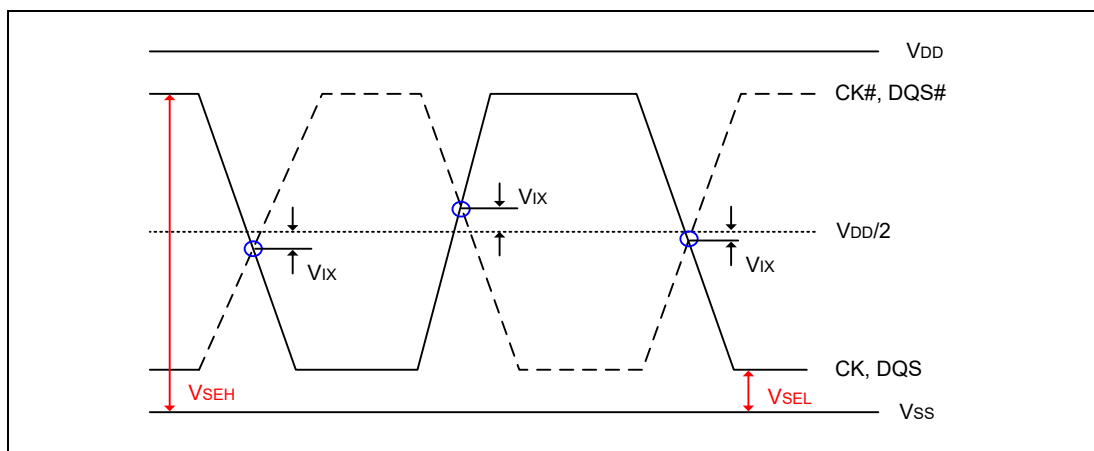 VDD
CK#, DQS#
VIX
VDD/2
VIX
VIX
CK, DQS
VSEH
VSEL
VSS